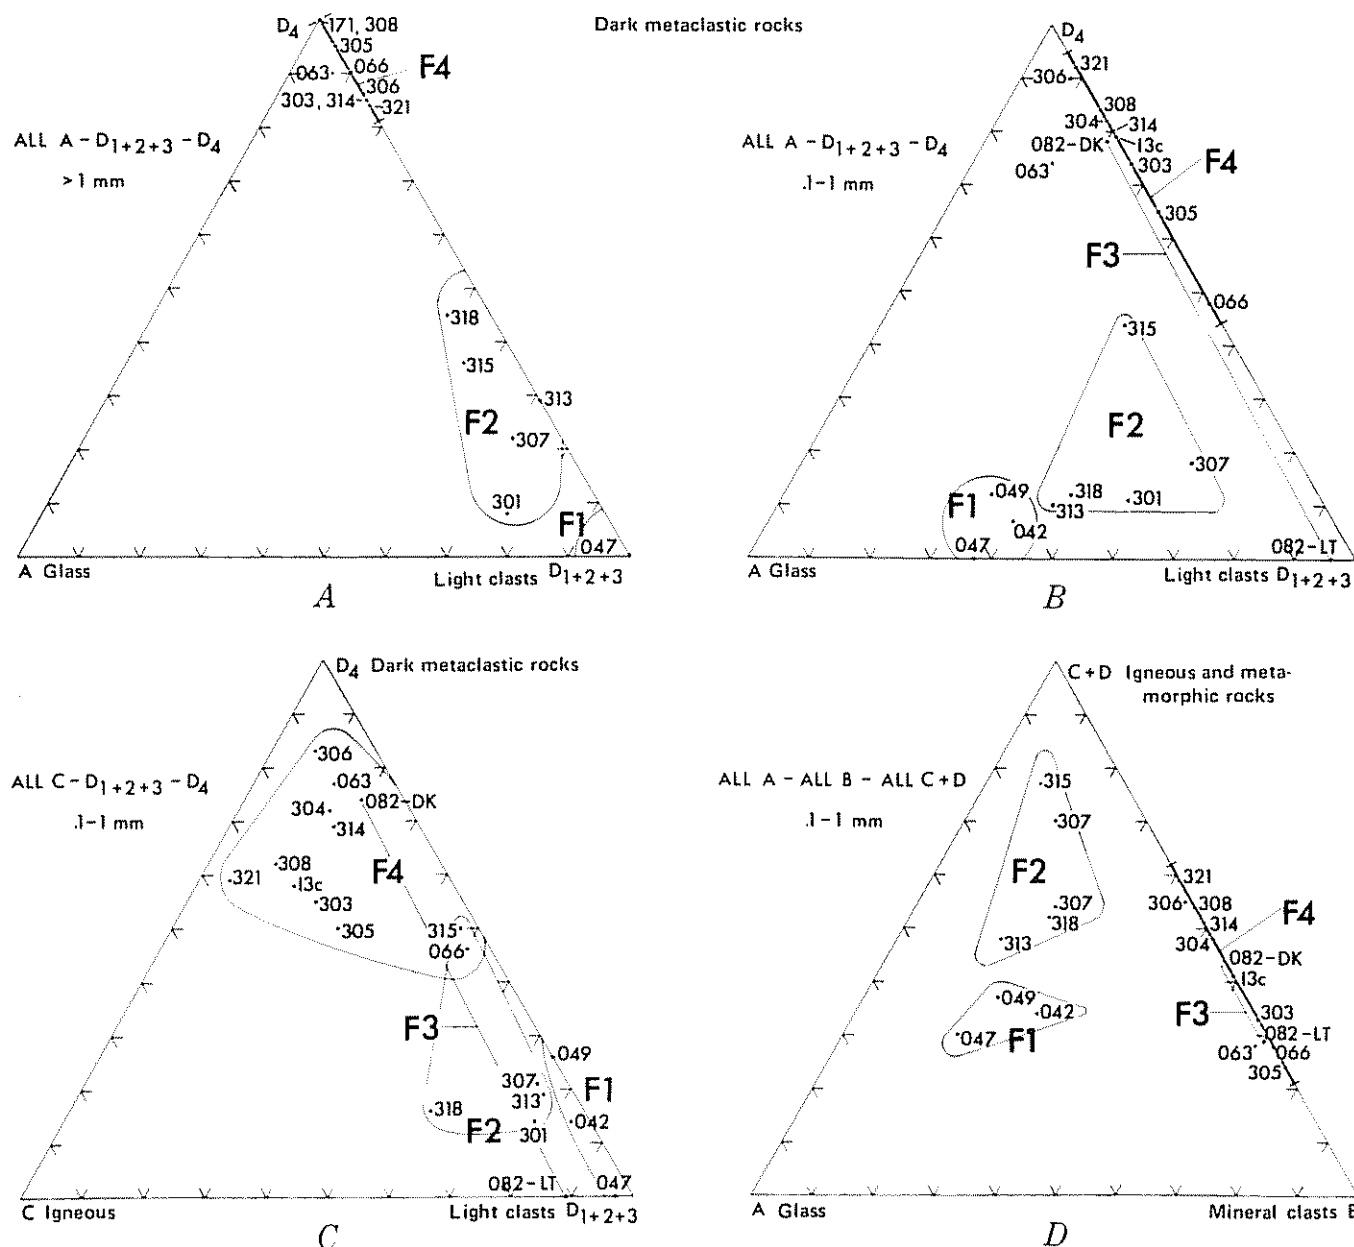 Dark metaclastic rocks
D4
171, 308
305
066
063
F4
306
303, 314
321
ALL A-D1+2+3-D4
>1 mm
318
315
313
F2
307
301
F1
047
A Glass
Light clasts D1+2+3
A
D4
321
306
308
304
314
082-DK
13c
063
303
F4
ALL A-D1+2+3-D4
.1-1 mm
305
F3
066
315
F2
307
049
318
301
F1
313
042
047
082-LT
A Glass
Light clasts D1+2+3
B
D4 Dark metaclastic rocks
306
063
082-DK
304
314
ALL C-D1+2+3-D4
.1-1 mm
308
F4
321
13c
303
305
315
066
F3
049
307
F1
313
318
F2
042
301
082-LT
047
C Igneous
Light clasts D1+2+3
C
C+D Igneous and meta-
morphic rocks
ALL A-ALL B-ALL C+D
.1-1 mm
315
307
F2
321
306
308
307
314
F4
318
304
313
082-DK
13c
049
F3
303
042
082-LT
047
F1
063
066
305
A Glass
Mineral clasts B
D